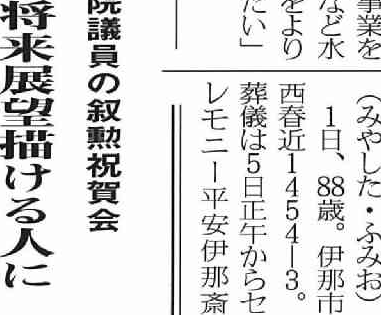 事業を
など水
をより
たい」
（みやした・ふみお）
1日、88歳。伊那市
西春近1454―3。
葬儀は5日正午からセ
レモニー平安伊那斎
院議員の叙勲祝賀会
将来展望描ける人に